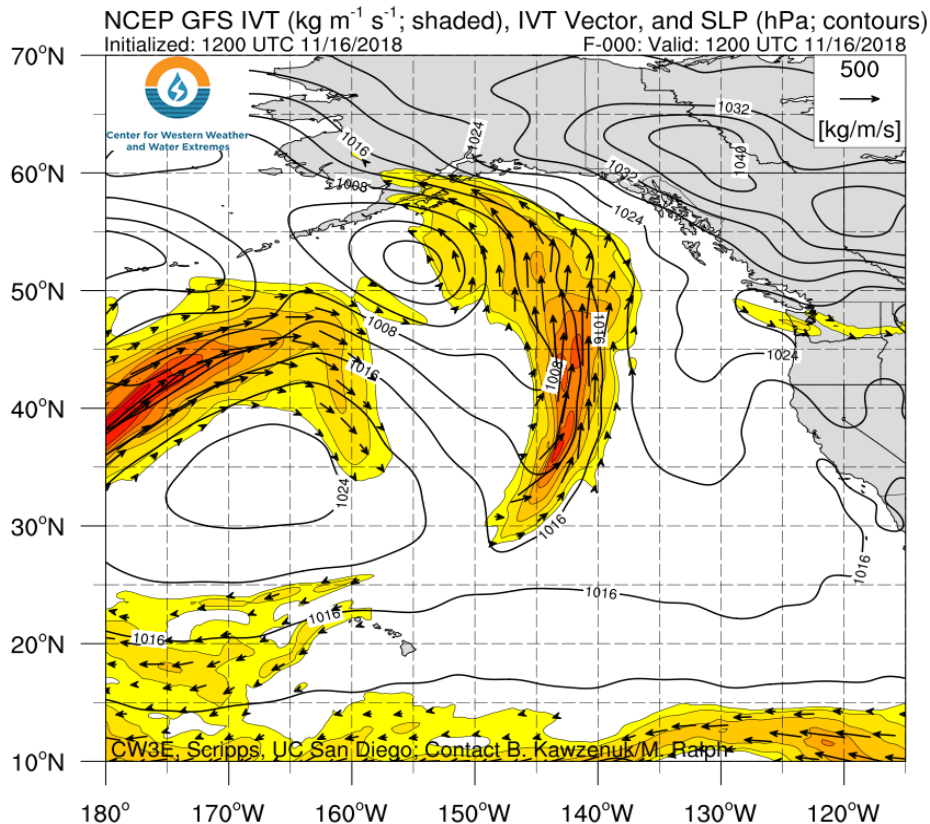 NCEP GFS IVT (kg m⁻¹ s⁻¹; shaded), IVT Vector, and SLP (hPa; contours)
Initialized: 1200 UTC 11/16/2018 F-000: Valid: 1200 UTC 11/16/2018
70°N
500
[kg/m/s]
Center for Western Weather
and Water Extremes
1032
1024
1016
1040
60°N
1032
1008
1024
50°N
1008
1016
1024
1016
1008
40°N
1024
30°N
1016
1016
1016
1016
1016
20°N
10°N
CW3E, Scripps, UC San Diego; Contact B. Kawzenuk/M. Ralph
180° 170°W 160°W 150°W 140°W 130°W 120°W